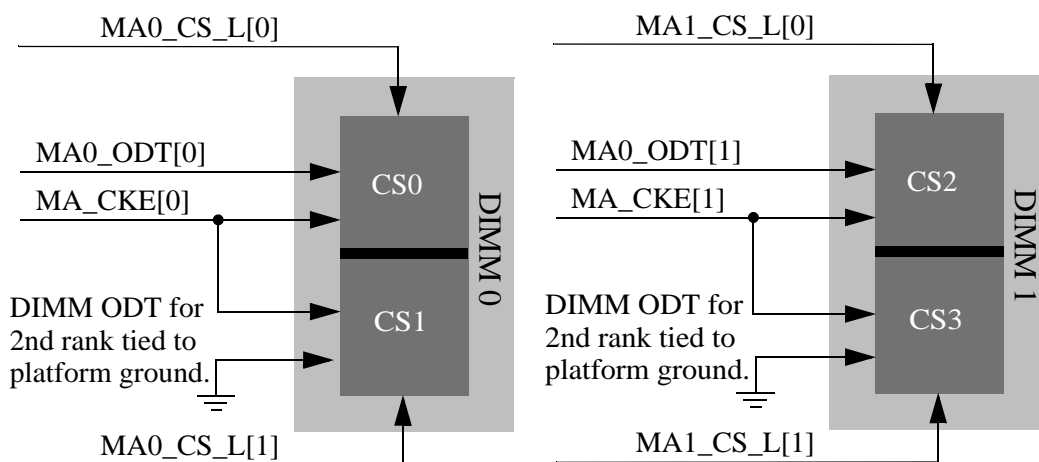 MA0_CS_L[0]
MA0_ODT[0]
MA_CKE[0]
CS0
CS1
DIMM 0
DIMM ODT for
2nd rank tied to
platform ground.
MA0_CS_L[1]
MA1_CS_L[0]
MA0_ODT[1]
MA_CKE[1]
CS2
CS3
DIMM 1
DIMM ODT for
2nd rank tied to
platform ground.
MA1_CS_L[1]